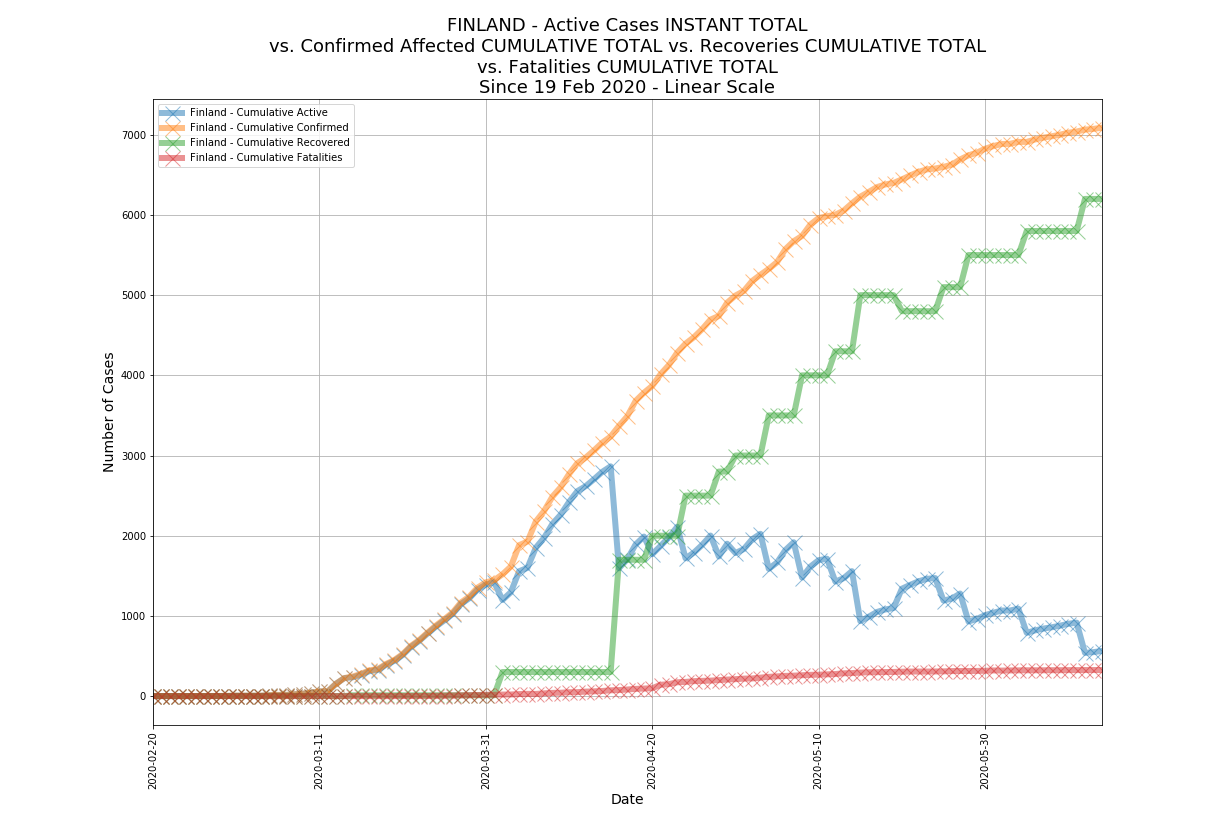 FINLAND - Active Cases INSTANT TOTAL
vs. Confirmed Affected CUMULATIVE TOTAL vs. Recoveries CUMULATIVE TOTAL
vs. Fatalities CUMULATIVE TOTAL
Since 19 Feb 2020 - Linear Scale
Finland - Cumulative Active
Finland - Cumulative Confirmed
Finland - Cumulative Recovered
Finland - Cumulative Fatalities
Number of Cases
7000
6000
5000
4000
3000
2000
1000
0
2020-02-20
2020-03-11
2020-03-31
2020-04-20
2020-05-10
2020-05-30
Date